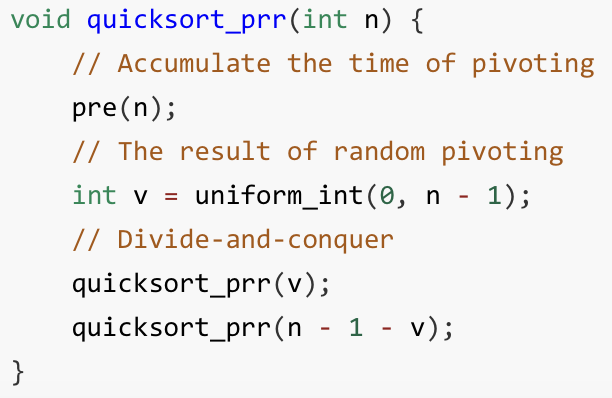 void quicksort_prr(int n) {
    // Accumulate the time of pivoting
    pre(n);
    // The result of random pivoting
    int v = uniform_int(0, n - 1);
    // Divide-and-conquer
    quicksort_prr(v);
    quicksort_prr(n - 1 - v);
}